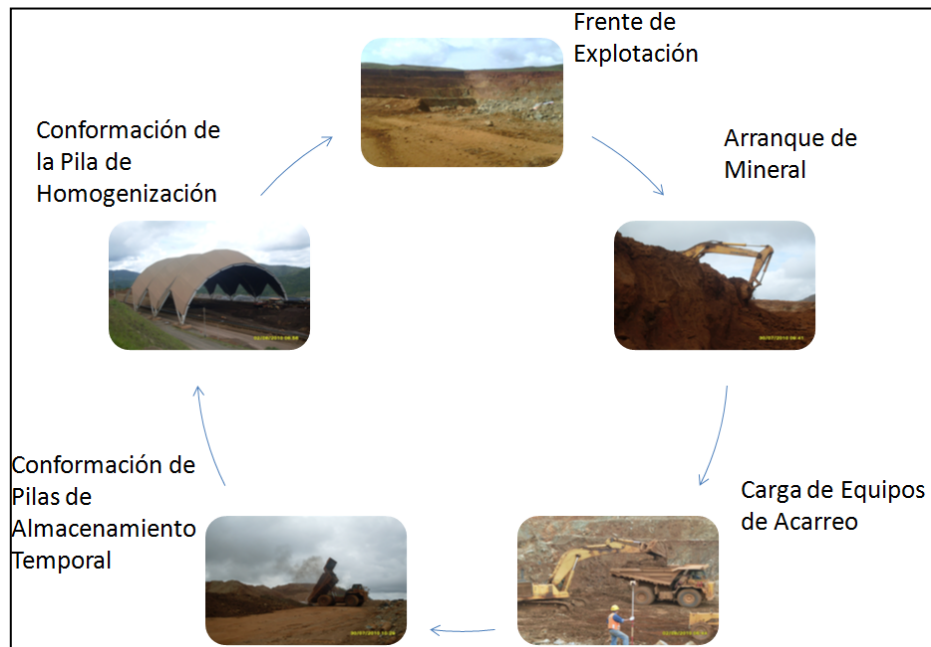 Frente de
Explotación
Arranque de
Mineral
Carga de Equipos
de Acarreo
Conformación de
Pilas de
Almacenamiento
Temporal
Conformación de
la Pila de
Homogenización